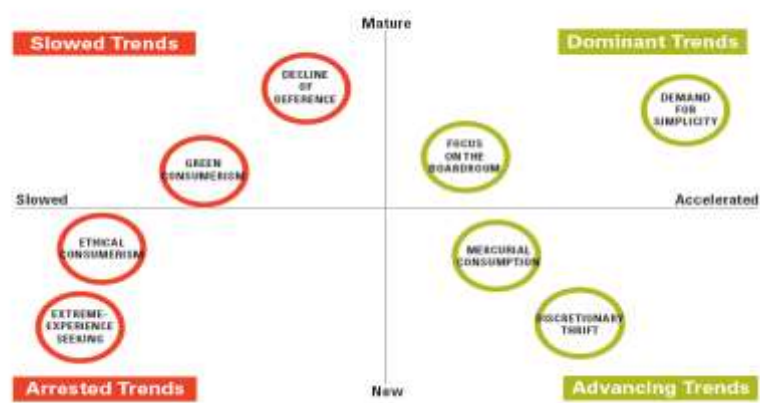 Mature
Slowed Trends
Dominant Trends
DECLINE
OF
DEFERENCE
DEMAND
FOR
SIMPLICITY
FOCUS
ON THE
BOARDROOM
GREEN
CONSUMERISM
Slowed
Accelerated
ETHICAL
CONSUMERISM
MERCURIAL
CONSUMPTION
EXTREME-
EXPERIENCE
SEEKING
DISCRETIONARY
THRIFT
Arrested Trends
New
Advancing Trends